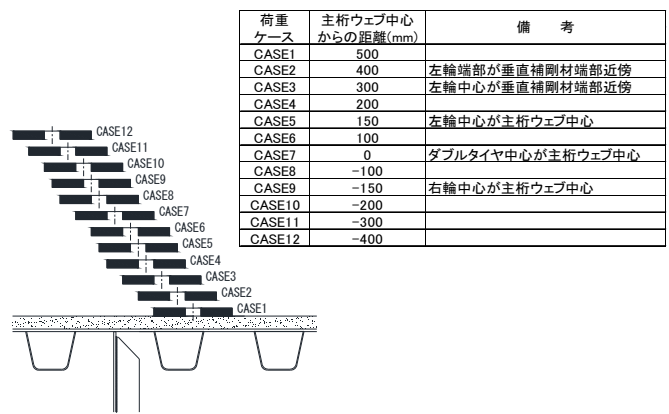 荷重ケース 主桁ウェブ中心からの距離(mm) 備　考
CASE1 500
CASE2 400 左輪端部が垂直補剛材端部近傍
CASE3 300 左輪中心が垂直補剛材端部近傍
CASE4 200
CASE5 150 左輪中心が主桁ウェブ中心
CASE6 100
CASE7 0 ダブルタイヤ中心が主桁ウェブ中心
CASE8 -100
CASE9 -150 右輪中心が主桁ウェブ中心
CASE10 -200
CASE11 -300
CASE12 -400
CASE12
CASE11
CASE10
CASE9
CASE8
CASE7
CASE6
CASE5
CASE4
CASE3
CASE2
CASE1